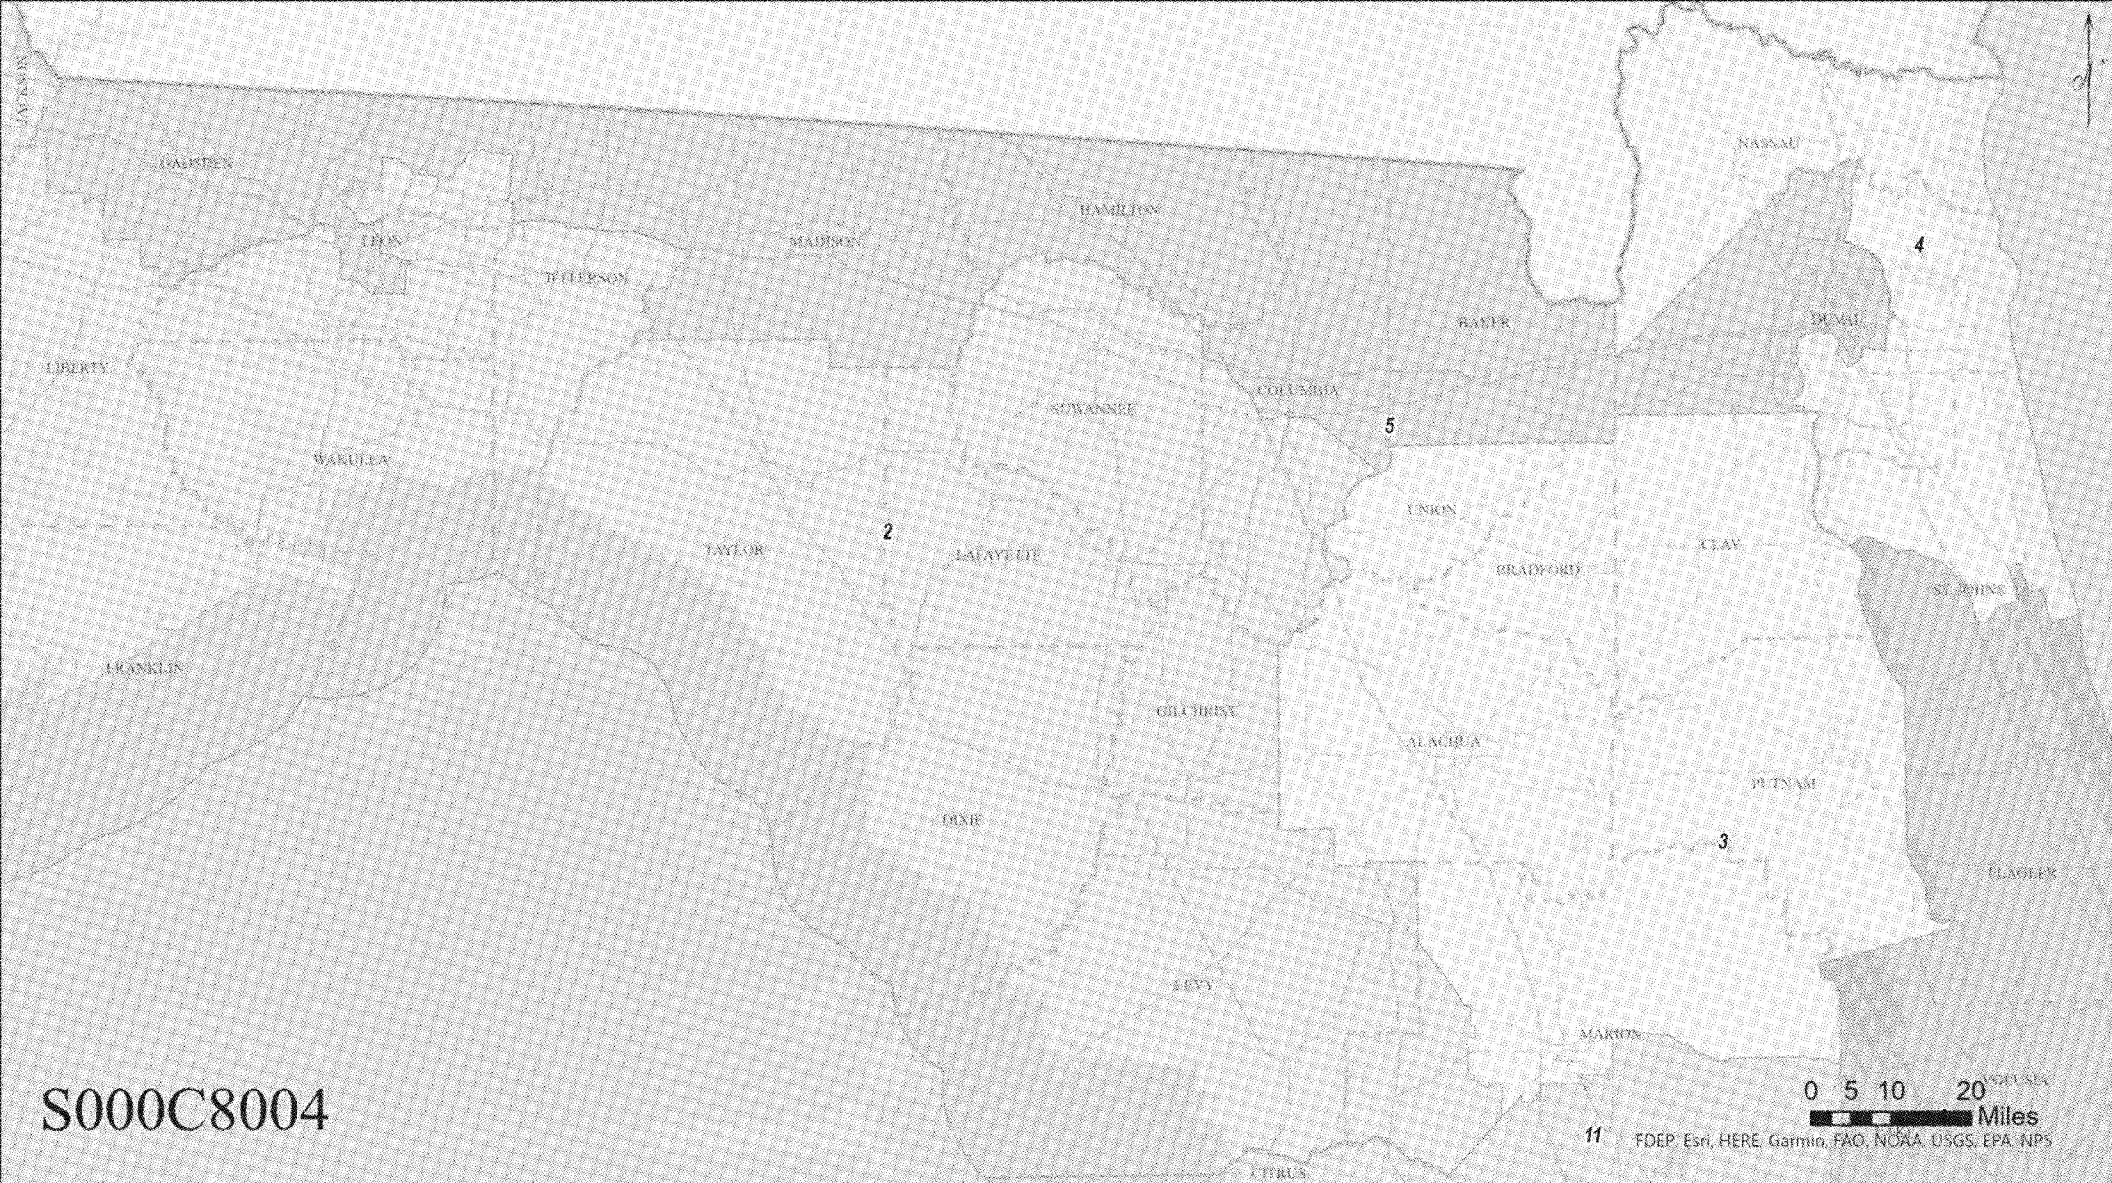 JACKSON
GADSDEN
NASSAU
HAMILTON
LEON
MADISON
4
JEFFERSON
BAKER
DUVAL
LIBERTY
COLUMBIA
SUWANNEE
5
WAKULLA
UNION
2
TAYLOR
LAFAYETTE
CLAY
BRADFORD
ST. JOHNS
FRANKLIN
GILCHRIST
ALACHUA
PUTNAM
DIXIE
3
FLAGLER
LEVY
MARION
VOLUSIA
0 5 10 20
Miles
S000C8004
11
FDEP, Esri, HERE, Garmin, FAO, NOAA, USGS, EPA, NPS
CITRUS